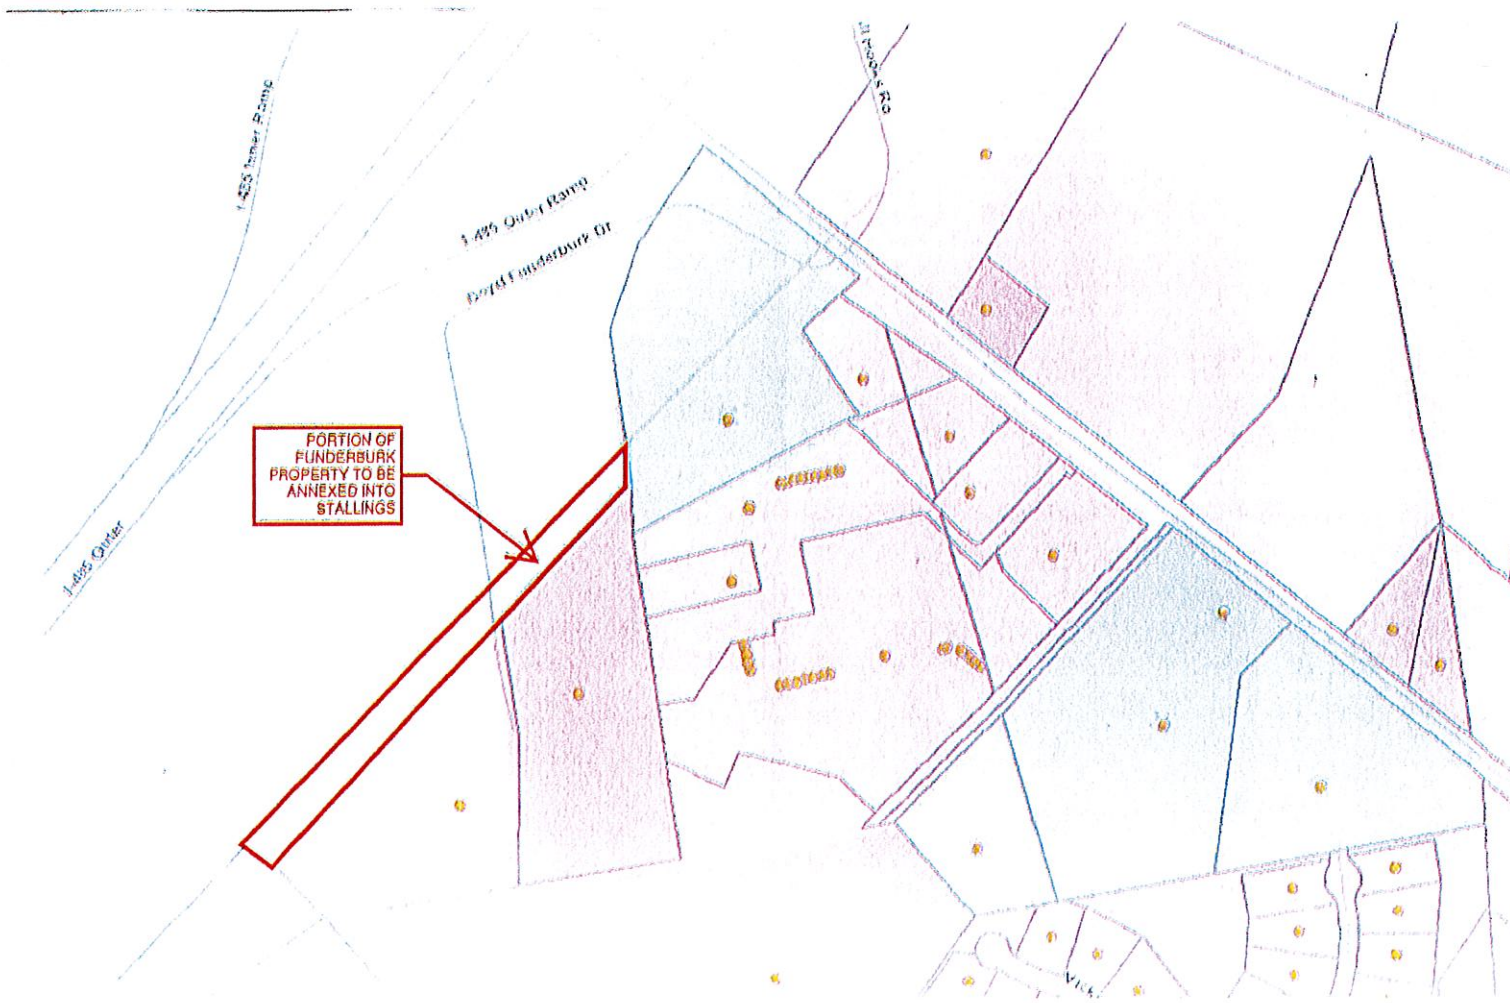 I-485 Inner Ramp
I-485 Outer Ramp
Boyd Funderburk Dr
PORTION OF
FUNDERBURK
PROPERTY TO BE
ANNEXED INTO
STALLINGS
I-485 Outer
Rd